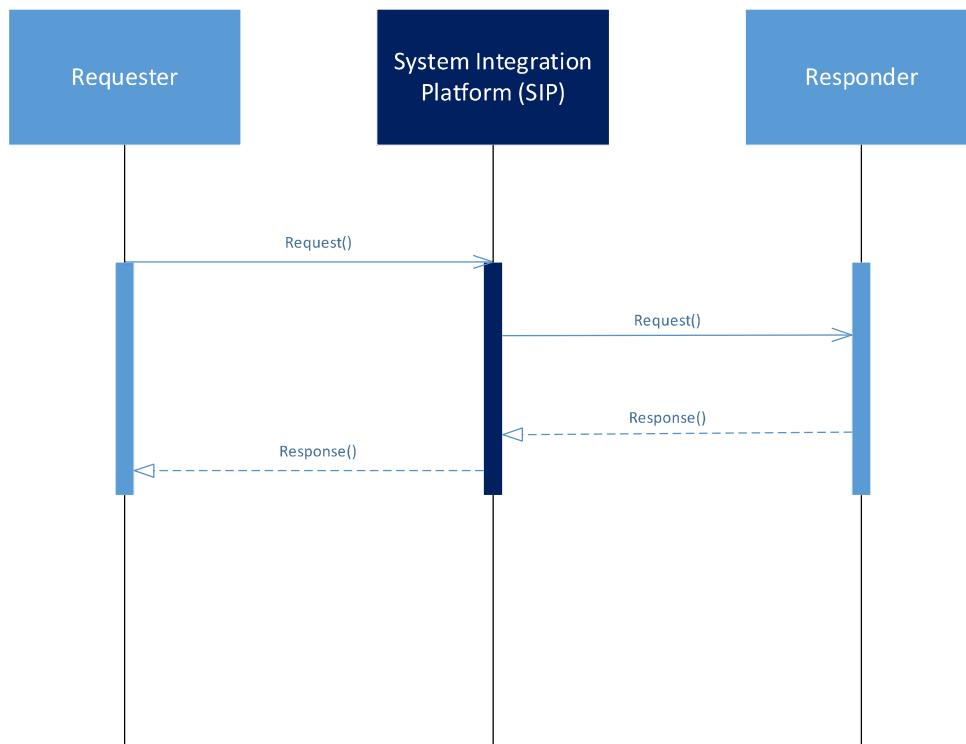 Requester
System Integration
Platform (SIP)
Responder
Request()
Request()
Response()
Response()